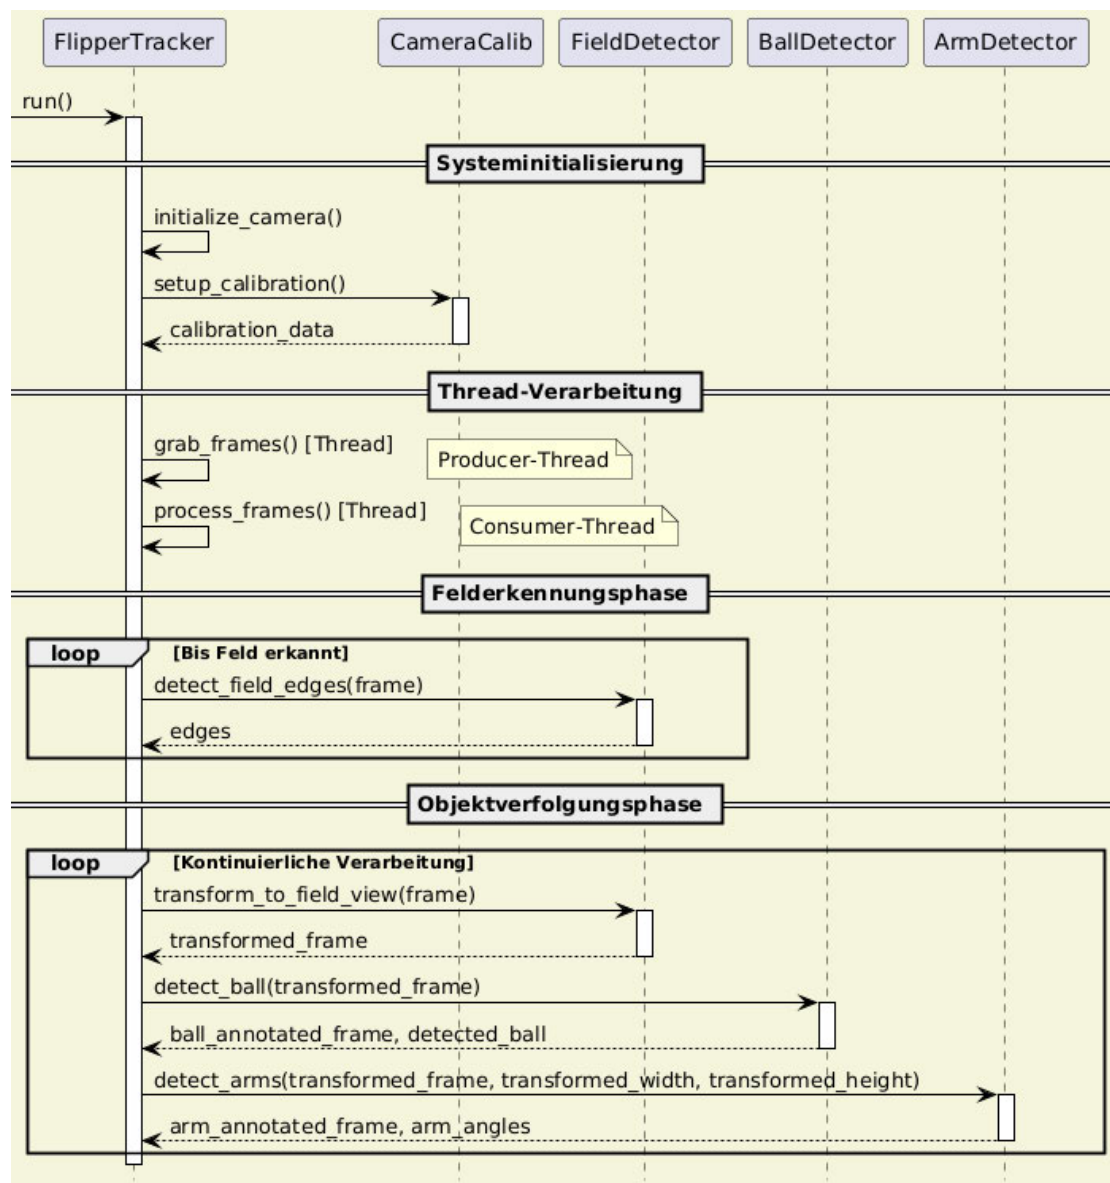 FlipperTracker CameraCalib FieldDetector BallDetector ArmDetector
run()
Systeminitialisierung
initialize_camera()
setup_calibration()
calibration_data
Thread-Verarbeitung
grab_frames() [Thread]
Producer-Thread
process_frames() [Thread]
Consumer-Thread
Felderkennungsphase
loop [Bis Feld erkannt]
detect_field_edges(frame)
edges
Objektverfolgungsphase
loop [Kontinuierliche Verarbeitung]
transform_to_field_view(frame)
transformed_frame
detect_ball(transformed_frame)
ball_annotated_frame, detected_ball
detect_arms(transformed_frame, transformed_width, transformed_height)
arm_annotated_frame, arm_angles